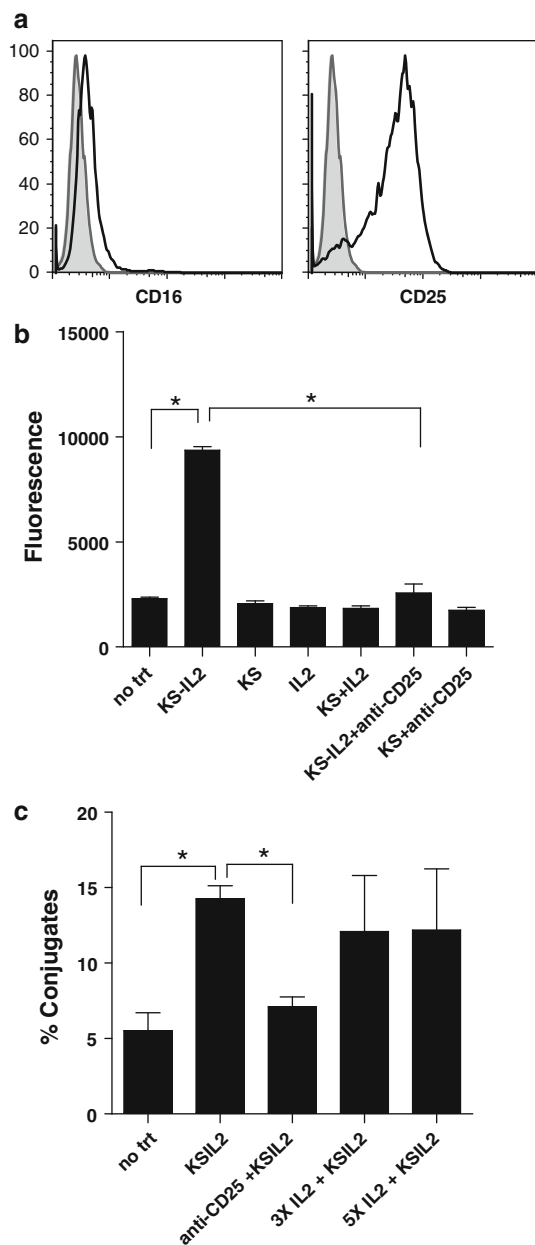 a
100
80
60
40
20
0
CD16
CD25
b
15000
10000
5000
0
Fluorescence
*
*
no trt
KS-IL2
KS
IL2
KS+IL2
KS-IL2+anti-CD25
KS+anti-CD25
c
20
15
10
5
0
% Conjugates
*
*
no trt
KSIL2
anti-CD25 +KSIL2
3X IL2 + KSIL2
5X IL2 + KSIL2